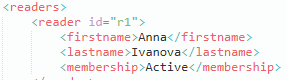 <readers>
<reader id="r1">
<firstname>Anna</firstname>
<lastname>Ivanova</lastname>
<membership>Active</membership>